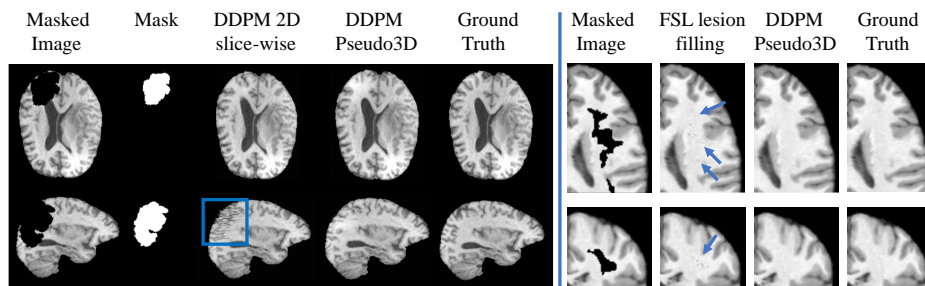 Masked Image
Mask
DDPM 2D slice-wise
DDPM Pseudo3D
Ground Truth
Masked Image
FSL lesion filling
DDPM Pseudo3D
Ground Truth